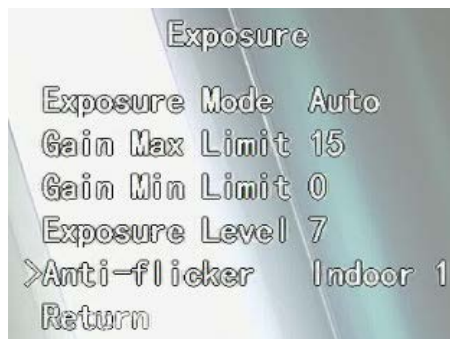 Exposure
Exposure Mode Auto
Gain Max Limit 15
Gain Min Limit 0
Exposure Level 7
>Anti-flicker Indoor 1
Return